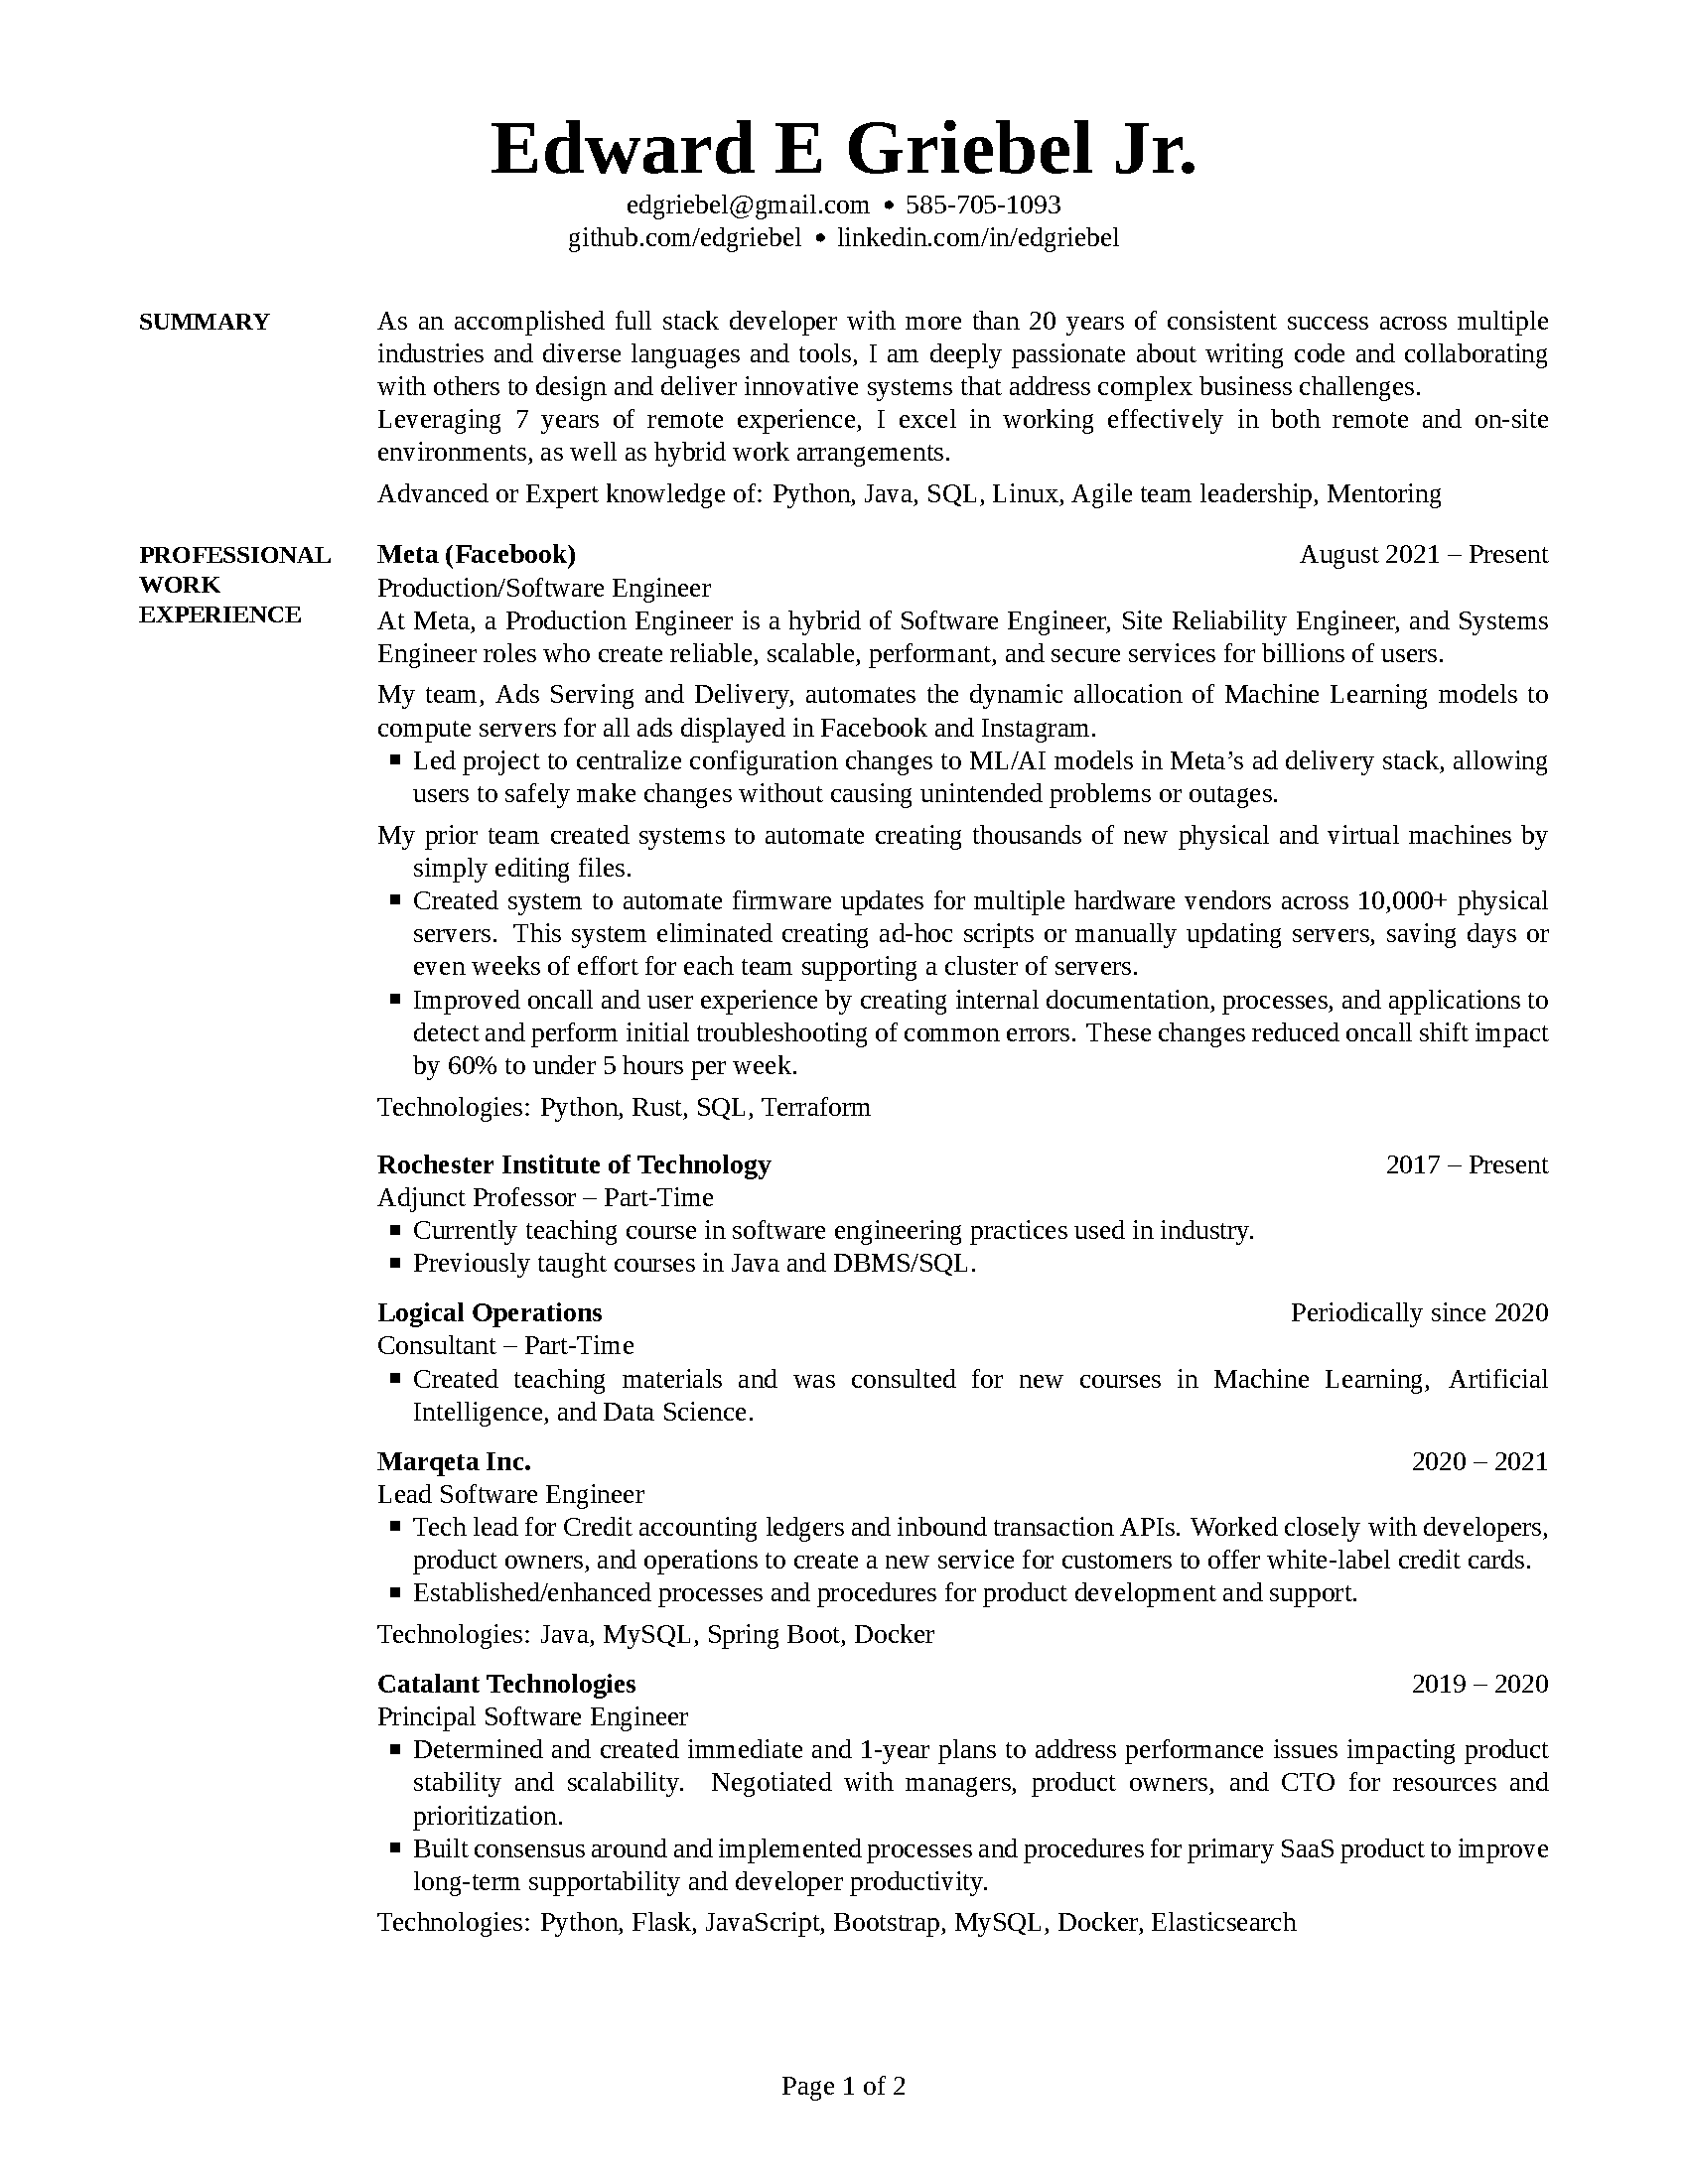 Edward E Griebel Jr.
edgriebel@gmail.com • 585-705-1093
github.com/edgriebel • linkedin.com/in/edgriebel
SUMMARY
As an accomplished full stack developer with more than 20 years of consistent success across multiple
industries and diverse languages and tools, I am deeply passionate about writing code and collaborating
with others to design and deliver innovative systems that address complex business challenges.
Leveraging 7 years of remote experience, I excel in working effectively in both remote and on-site
environments, as well as hybrid work arrangements.
Advanced or Expert knowledge of: Python, Java, SQL, Linux, Agile team leadership, Mentoring
PROFESSIONAL
WORK
EXPERIENCE
Meta (Facebook) August 2021 – Present
Production/Software Engineer
At Meta, a Production Engineer is a hybrid of Software Engineer, Site Reliability Engineer, and Systems
Engineer roles who create reliable, scalable, performant, and secure services for billions of users.
My team, Ads Serving and Delivery, automates the dynamic allocation of Machine Learning models to
compute servers for all ads displayed in Facebook and Instagram.
▪ Led project to centralize configuration changes to ML/AI models in Meta’s ad delivery stack, allowing
users to safely make changes without causing unintended problems or outages.
My prior team created systems to automate creating thousands of new physical and virtual machines by
simply editing files.
▪ Created system to automate firmware updates for multiple hardware vendors across 10,000+ physical
servers. This system eliminated creating ad-hoc scripts or manually updating servers, saving days or
even weeks of effort for each team supporting a cluster of servers.
▪ Improved oncall and user experience by creating internal documentation, processes, and applications to
detect and perform initial troubleshooting of common errors. These changes reduced oncall shift impact
by 60% to under 5 hours per week.
Technologies: Python, Rust, SQL, Terraform
Rochester Institute of Technology 2017 – Present
Adjunct Professor – Part-Time
▪ Currently teaching course in software engineering practices used in industry.
▪ Previously taught courses in Java and DBMS/SQL.
Logical Operations Periodically since 2020
Consultant – Part-Time
▪ Created teaching materials and was consulted for new courses in Machine Learning, Artificial
Intelligence, and Data Science.
Marqeta Inc. 2020 – 2021
Lead Software Engineer
▪ Tech lead for Credit accounting ledgers and inbound transaction APIs. Worked closely with developers,
product owners, and operations to create a new service for customers to offer white-label credit cards.
▪ Established/enhanced processes and procedures for product development and support.
Technologies: Java, MySQL, Spring Boot, Docker
Catalant Technologies 2019 – 2020
Principal Software Engineer
▪ Determined and created immediate and 1-year plans to address performance issues impacting product
stability and scalability. Negotiated with managers, product owners, and CTO for resources and
prioritization.
▪ Built consensus around and implemented processes and procedures for primary SaaS product to improve
long-term supportability and developer productivity.
Technologies: Python, Flask, JavaScript, Bootstrap, MySQL, Docker, Elasticsearch
Page 1 of 2